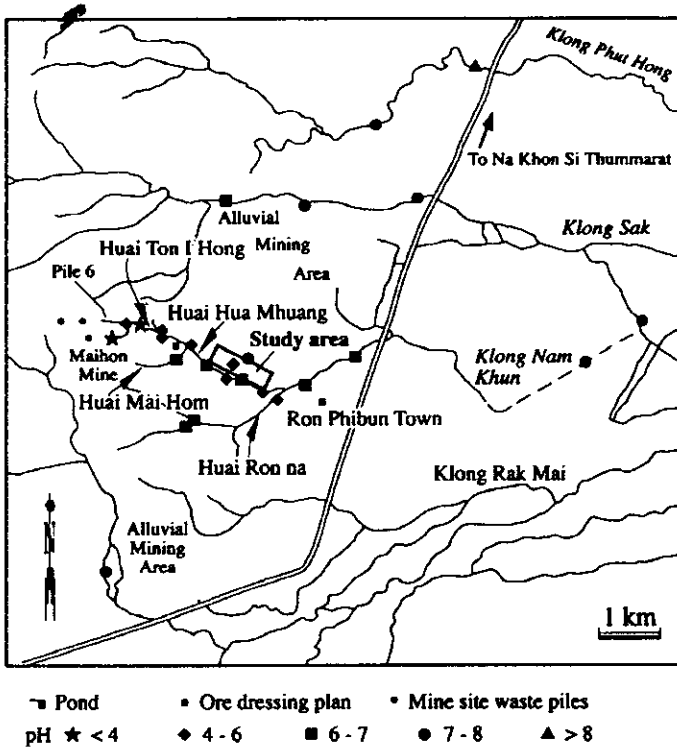 Klong Phut Hong
To Na Khon Si Thummarat
Alluvial
Mining
Area
Klong Sak
Huai Ton
Hong
Pile 6
Huai Hua Mhuang
Study area
Maihon
Mine
Klong Nam
Khun
Huai Mai Hom
Ron Phibun Town
Huai Ron na
Klong Rak Mai
Alluvial
Mining
Area
N
1 km
Pond
Ore dressing plan
Mine site waste piles
pH < 4
4 - 6
6 - 7
7 - 8
> 8